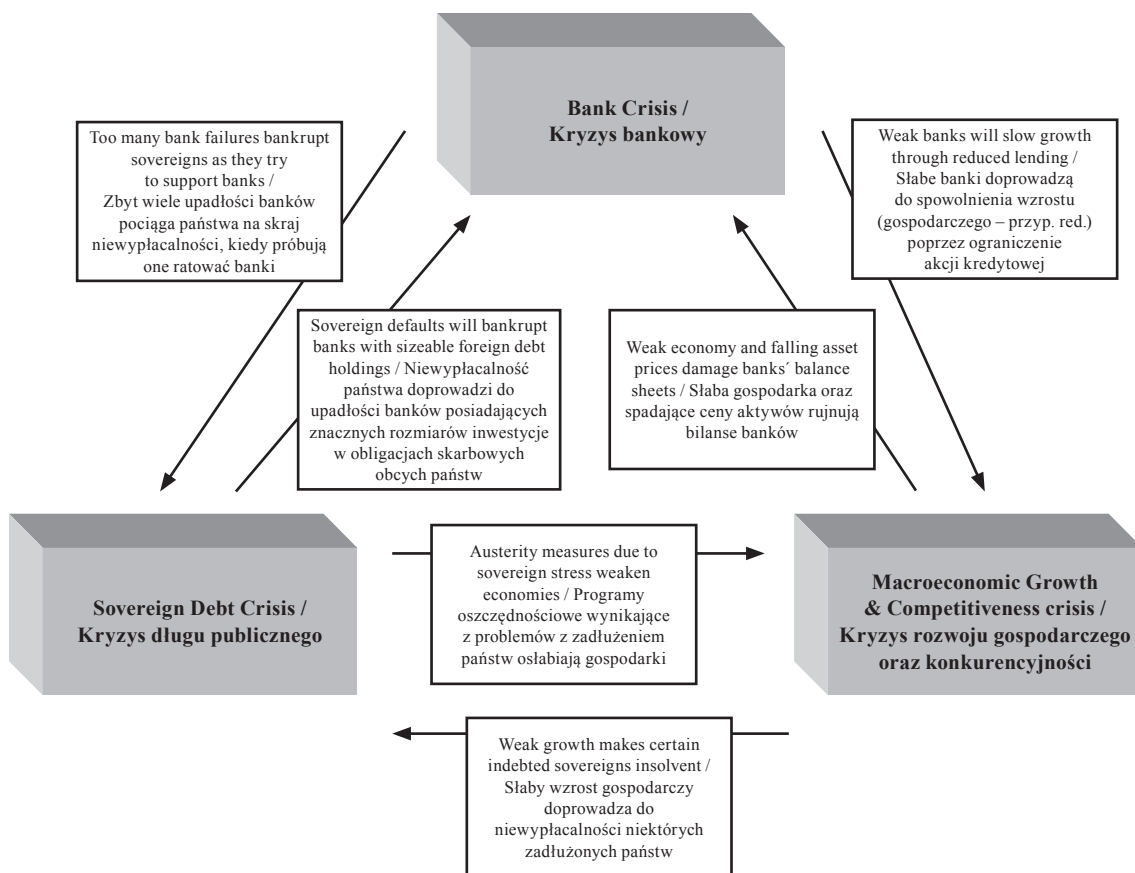 Bank Crisis /
Kryzys bankowy
Too many bank failures bankrupt
sovereigns as they try
to support banks /
Zbyt wiele upadłości banków
pociąga państwa na skraj
niewypłacalności, kiedy próbują
one ratować banki
Weak banks will slow growth
through reduced lending /
Słabe banki doprowadzą
do spowolnienia wzrostu
(gospodarczego – przyp. red.)
poprzez ograniczenie
akcji kredytowej
Sovereign defaults will bankrupt
banks with sizeable foreign debt
holdings / Niewypłacalność
państwa doprowadzi do
upadłości banków posiadających
znacznych rozmiarów inwestycje
w obligacjach skarbowych
obcych państw
Weak economy and falling asset
prices damage banks´ balance
sheets / Słaba gospodarka oraz
spadające ceny aktywów rujnują
bilanse banków
Sovereign Debt Crisis /
Kryzys długu publicznego
Austerity measures due to
sovereign stress weaken
economies / Programy
oszczędnościowe wynikające
z problemów z zadłużeniem
państw osłabiają gospodarki
Macroeconomic Growth
& Competitiveness crisis /
Kryzys rozwoju gospodarczego
oraz konkurencyjności
Weak growth makes certain
indebted sovereigns insolvent /
Słaby wzrost gospodarczy
doprowadza do
niewypłacalności niektórych
zadłużonych państw